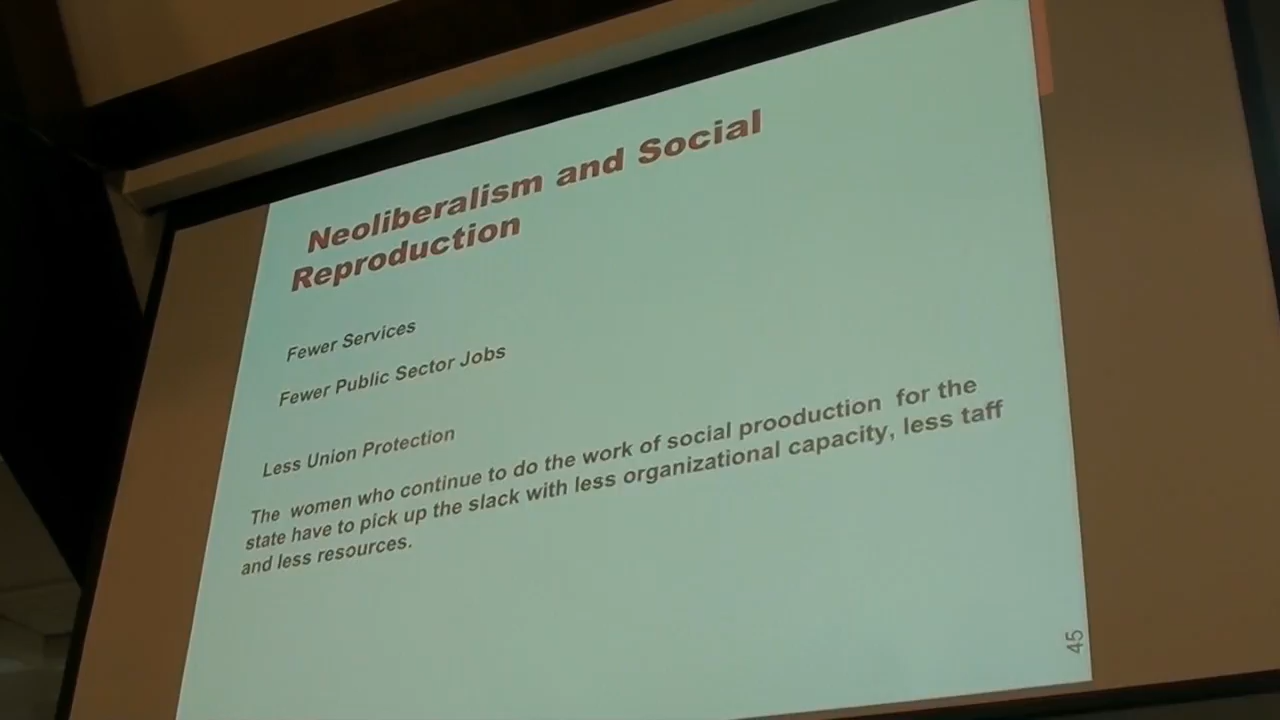 Neoliberalism and Social
Reproduction
Fewer Services
Fewer Public Sector Jobs
Less Union Protection
The women who continue to do the work of social prooduction for the
state have to pick up the slack with less organizational capacity, less taff
and less resources.
45